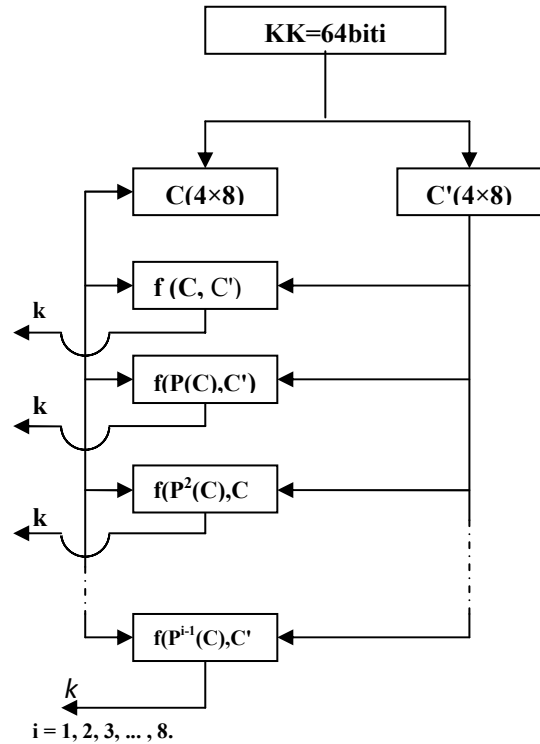 KK=64biti
C(4×8)
C'(4×8)
f (C, C')
k
f(P(C),C')
k
f(P²(C),C
k
f(Pⁱ⁻¹(C),C'
k
i = 1, 2, 3, ... , 8.